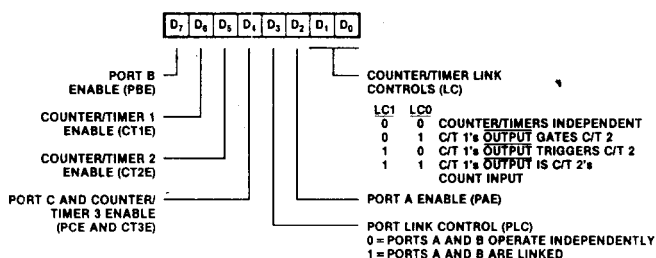 D7 D6 D5 D4 D3 D2 D1 D0
PORT B
ENABLE (PBE)
COUNTER/TIMER 1
ENABLE (CT1E)
COUNTER/TIMER 2
ENABLE (CT2E)
PORT C AND COUNTER/
TIMER 3 ENABLE
(PCE AND CT3E)
COUNTER/TIMER LINK
CONTROLS (LC)
LC1 LC0
0 0 COUNTER/TIMERS INDEPENDENT
0 1 C/T 1's OUTPUT GATES C/T 2
1 0 C/T 1's OUTPUT TRIGGERS C/T 2
1 1 C/T 1's OUTPUT IS C/T 2's
COUNT INPUT
PORT A ENABLE (PAE)
PORT LINK CONTROL (PLC)
0 = PORTS A AND B OPERATE INDEPENDENTLY
1 = PORTS A AND B ARE LINKED